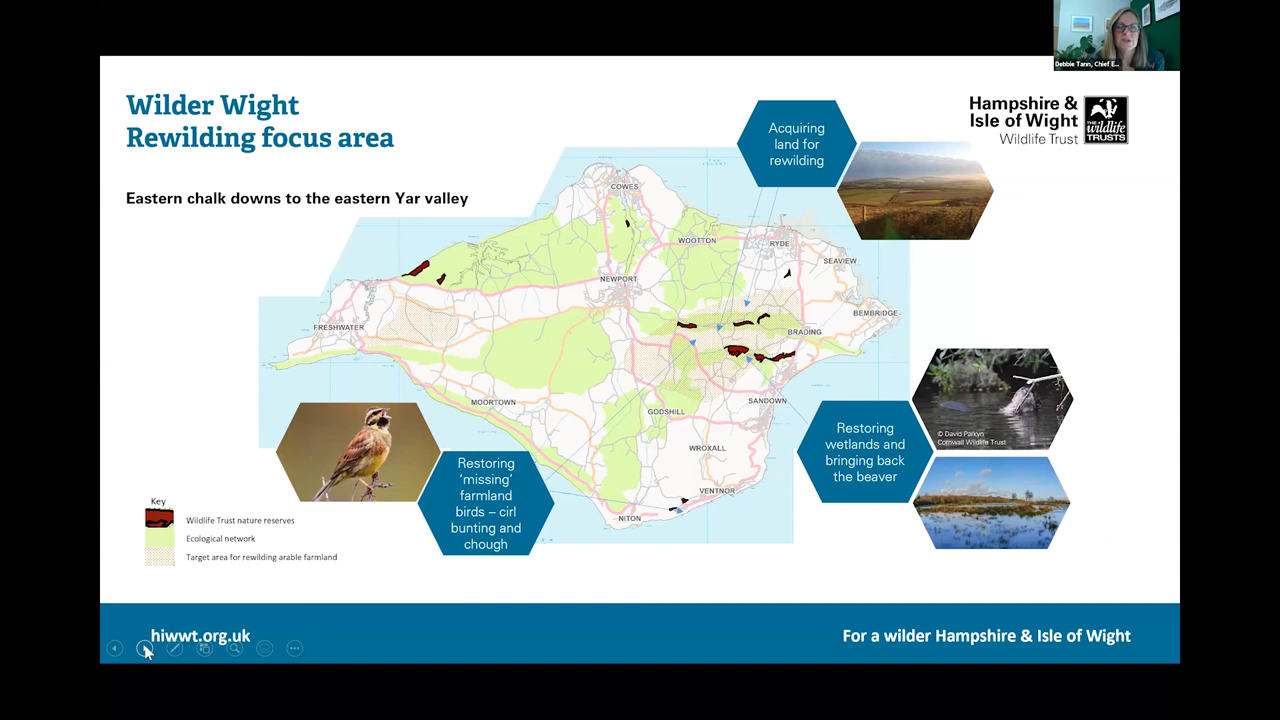 Debbie Tann, Chief E...
Wilder Wight
Rewilding focus area
Eastern chalk downs to the eastern Yar valley
Hampshire &
Isle of Wight
Wildlife Trust
THE
wildlife
TRUSTS
Acquiring
land for
rewilding
COWES
WOOTTON
RYDE
SEAVIEW
NEWPORT
BEMBRIDGE
FRESHWATER
BRADING
MOORTOWN
SANDOWN
GODSHILL
WROXALL
VENTNOR
NITON
Restoring
wetlands and
bringing back
the beaver
© David Parkyn
Cornwall Wildlife Trust
Restoring
‘missing’
farmland
birds – cirl
bunting and
chough
Key
Wildlife Trust nature reserves
Ecological network
Target area for rewilding arable farmland
hiwwt.org.uk
For a wilder Hampshire & Isle of Wight